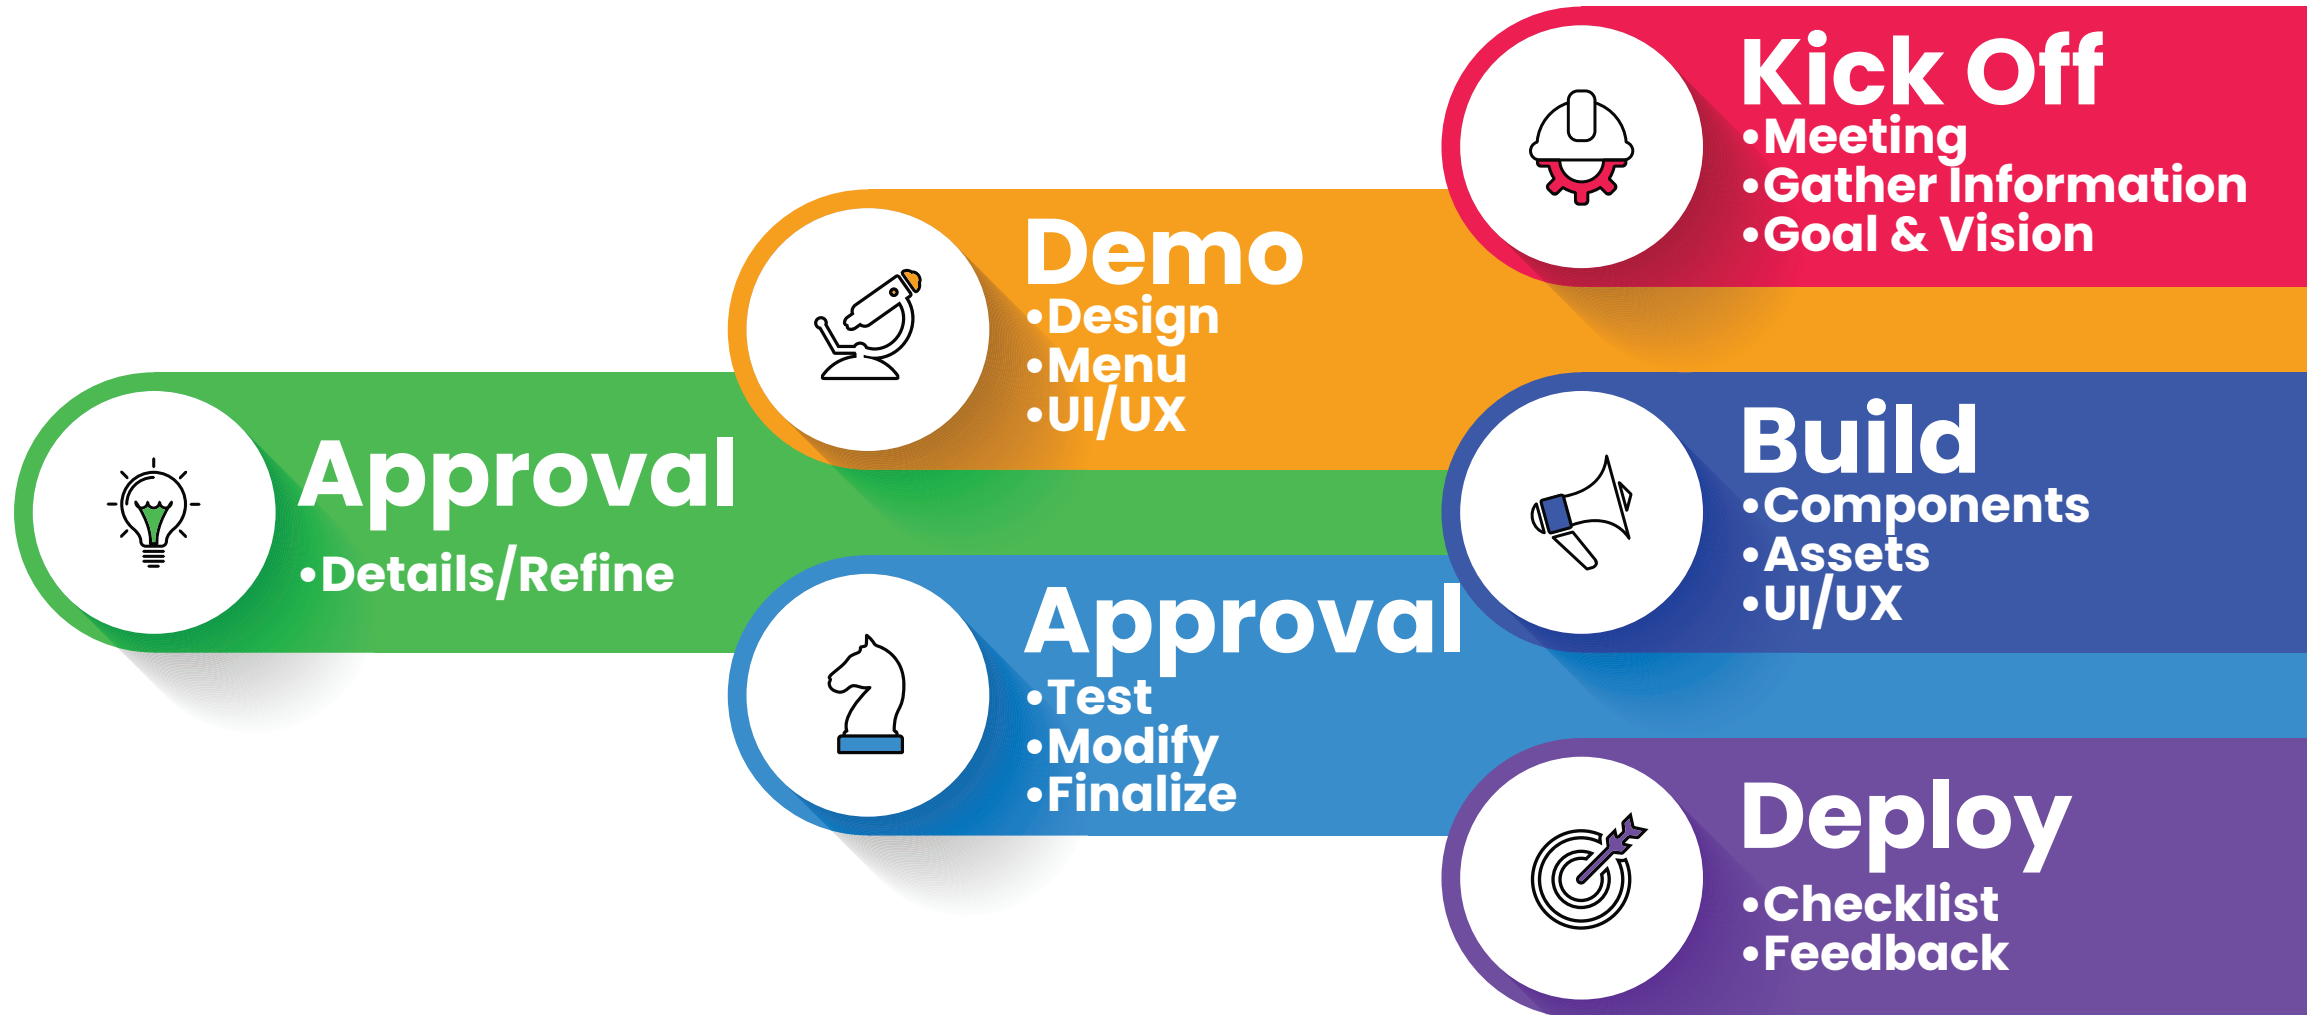 Kick Off
•Meeting
•Gather Information
•Goal & Vision
Demo
•Design
•Menu
•UI/UX
Approval
•Details/Refine
Build
•Components
•Assets
•UI/UX
Approval
•Test
•Modify
•Finalize
Deploy
•Checklist
•Feedback